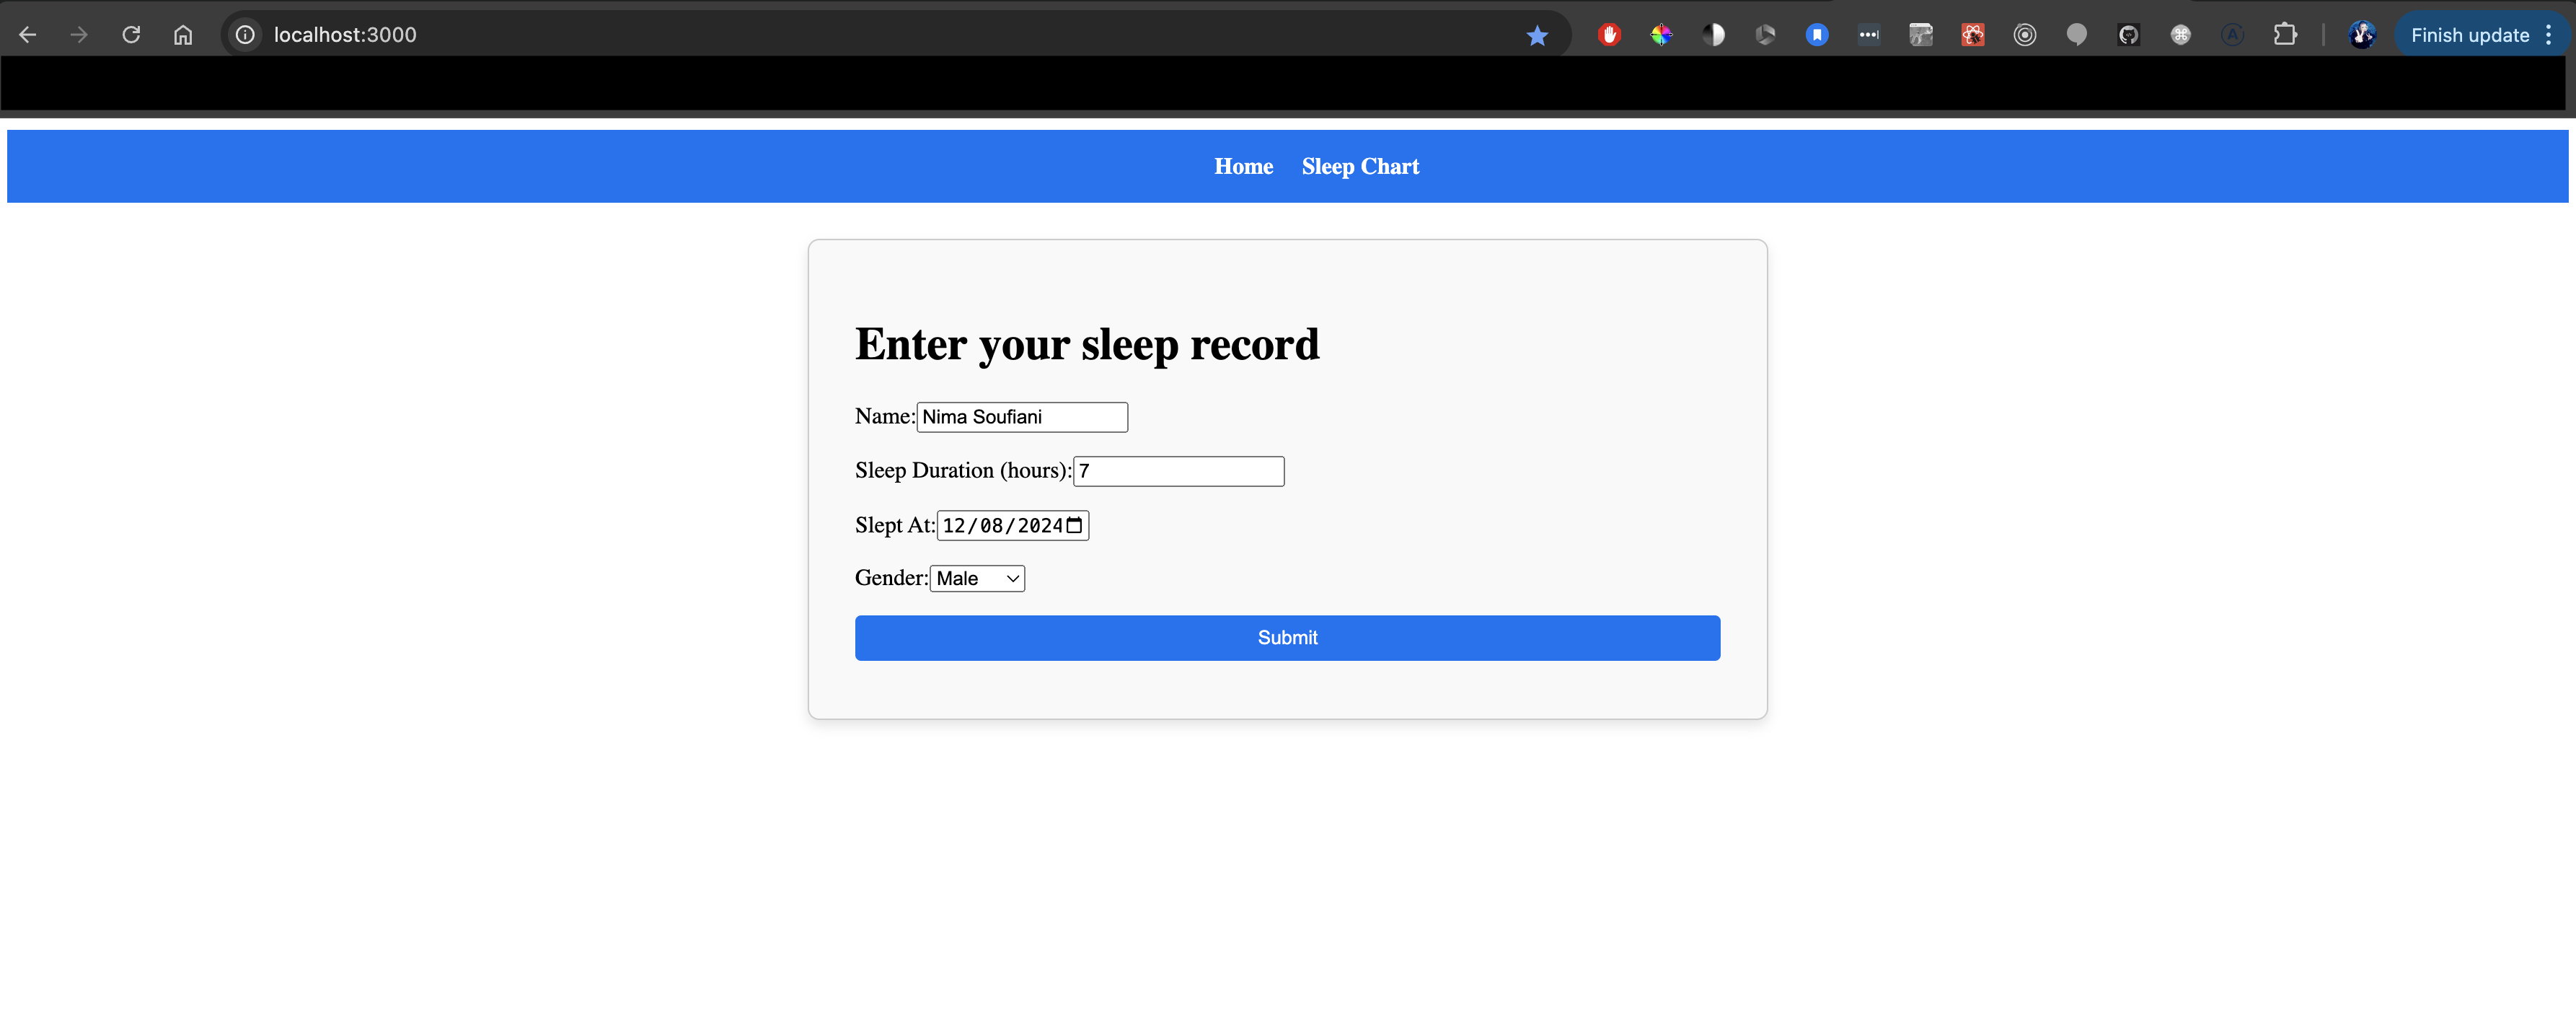 localhost:3000
Finish update
Home Sleep Chart
Enter your sleep record
Name: Nima Soufiani
Sleep Duration (hours): 7
Slept At: 12/08/2024
Gender: Male
Submit